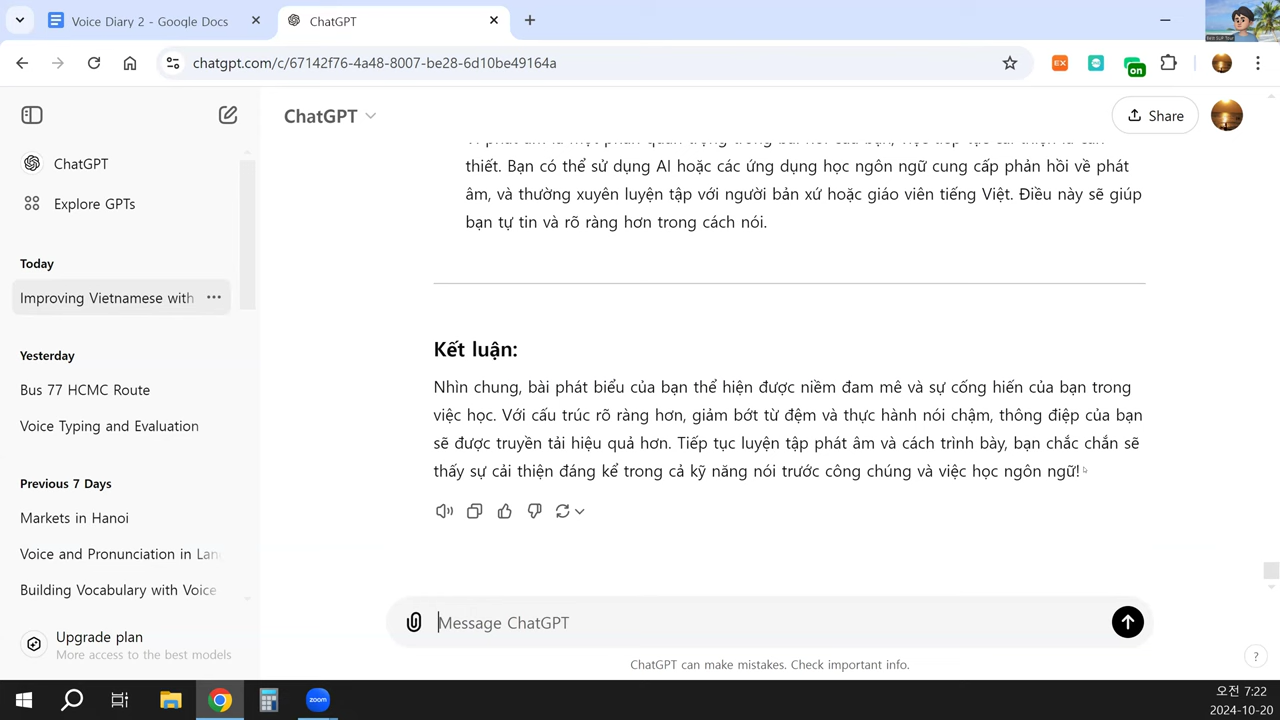 Voice Diary 2 - Google Docs
ChatGPT
chatgpt.com/c/67142f76-4a48-8007-be28-6d10be49164a
EX
on
ChatGPT
Share
ChatGPT
Explore GPTs
Today
Improving Vietnamese with
Yesterday
Bus 77 HCMC Route
Voice Typing and Evaluation
Previous 7 Days
Markets in Hanoi
Voice and Pronunciation in Lan
Building Vocabulary with Voice
Upgrade plan
More access to the best models
thiết. Bạn có thể sử dụng AI hoặc các ứng dụng học ngôn ngữ cung cấp phản hồi về phát
âm, và thường xuyên luyện tập với người bản xứ hoặc giáo viên tiếng Việt. Điều này sẽ giúp
bạn tự tin và rõ ràng hơn trong cách nói.
Kết luận:
Nhìn chung, bài phát biểu của bạn thể hiện được niềm đam mê và sự cống hiến của bạn trong
việc học. Với cấu trúc rõ ràng hơn, giảm bớt từ đệm và thực hành nói chậm, thông điệp của bạn
sẽ được truyền tải hiệu quả hơn. Tiếp tục luyện tập phát âm và cách trình bày, bạn chắc chắn sẽ
thấy sự cải thiện đáng kể trong cả kỹ năng nói trước công chúng và việc học ngôn ngữ!
Message ChatGPT
ChatGPT can make mistakes. Check important info.
?
zoom
오전 7:22
2024-10-20